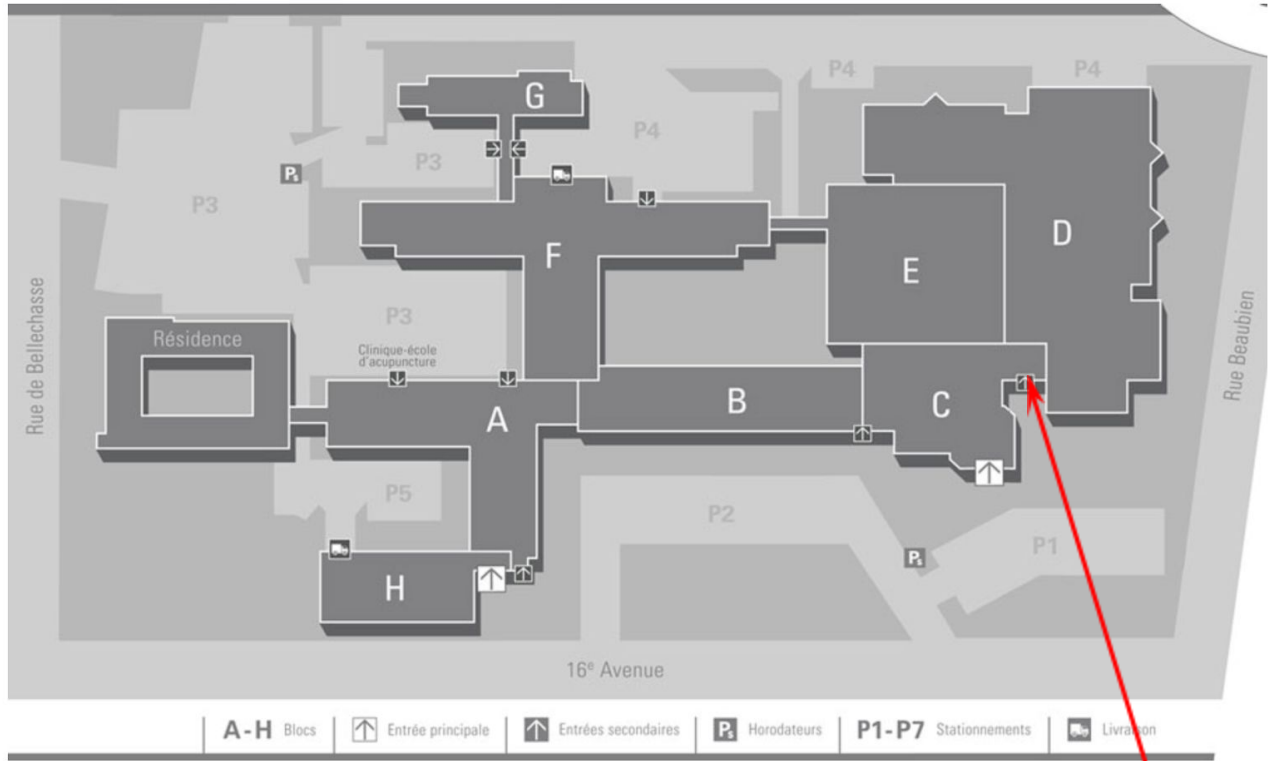 G
P4
P4
P4
P3
P$
P3
F
D
E
P3
Résidence
Clinique-école
d'acupuncture
Rue de Bellechasse
Rue Beaubien
A
B
C
P5
P2
P$
P1
H
16e Avenue
A-H Blocs
Entrée principale
Entrées secondaires
P$ Horodateurs
P1-P7 Stationnements
Livraison